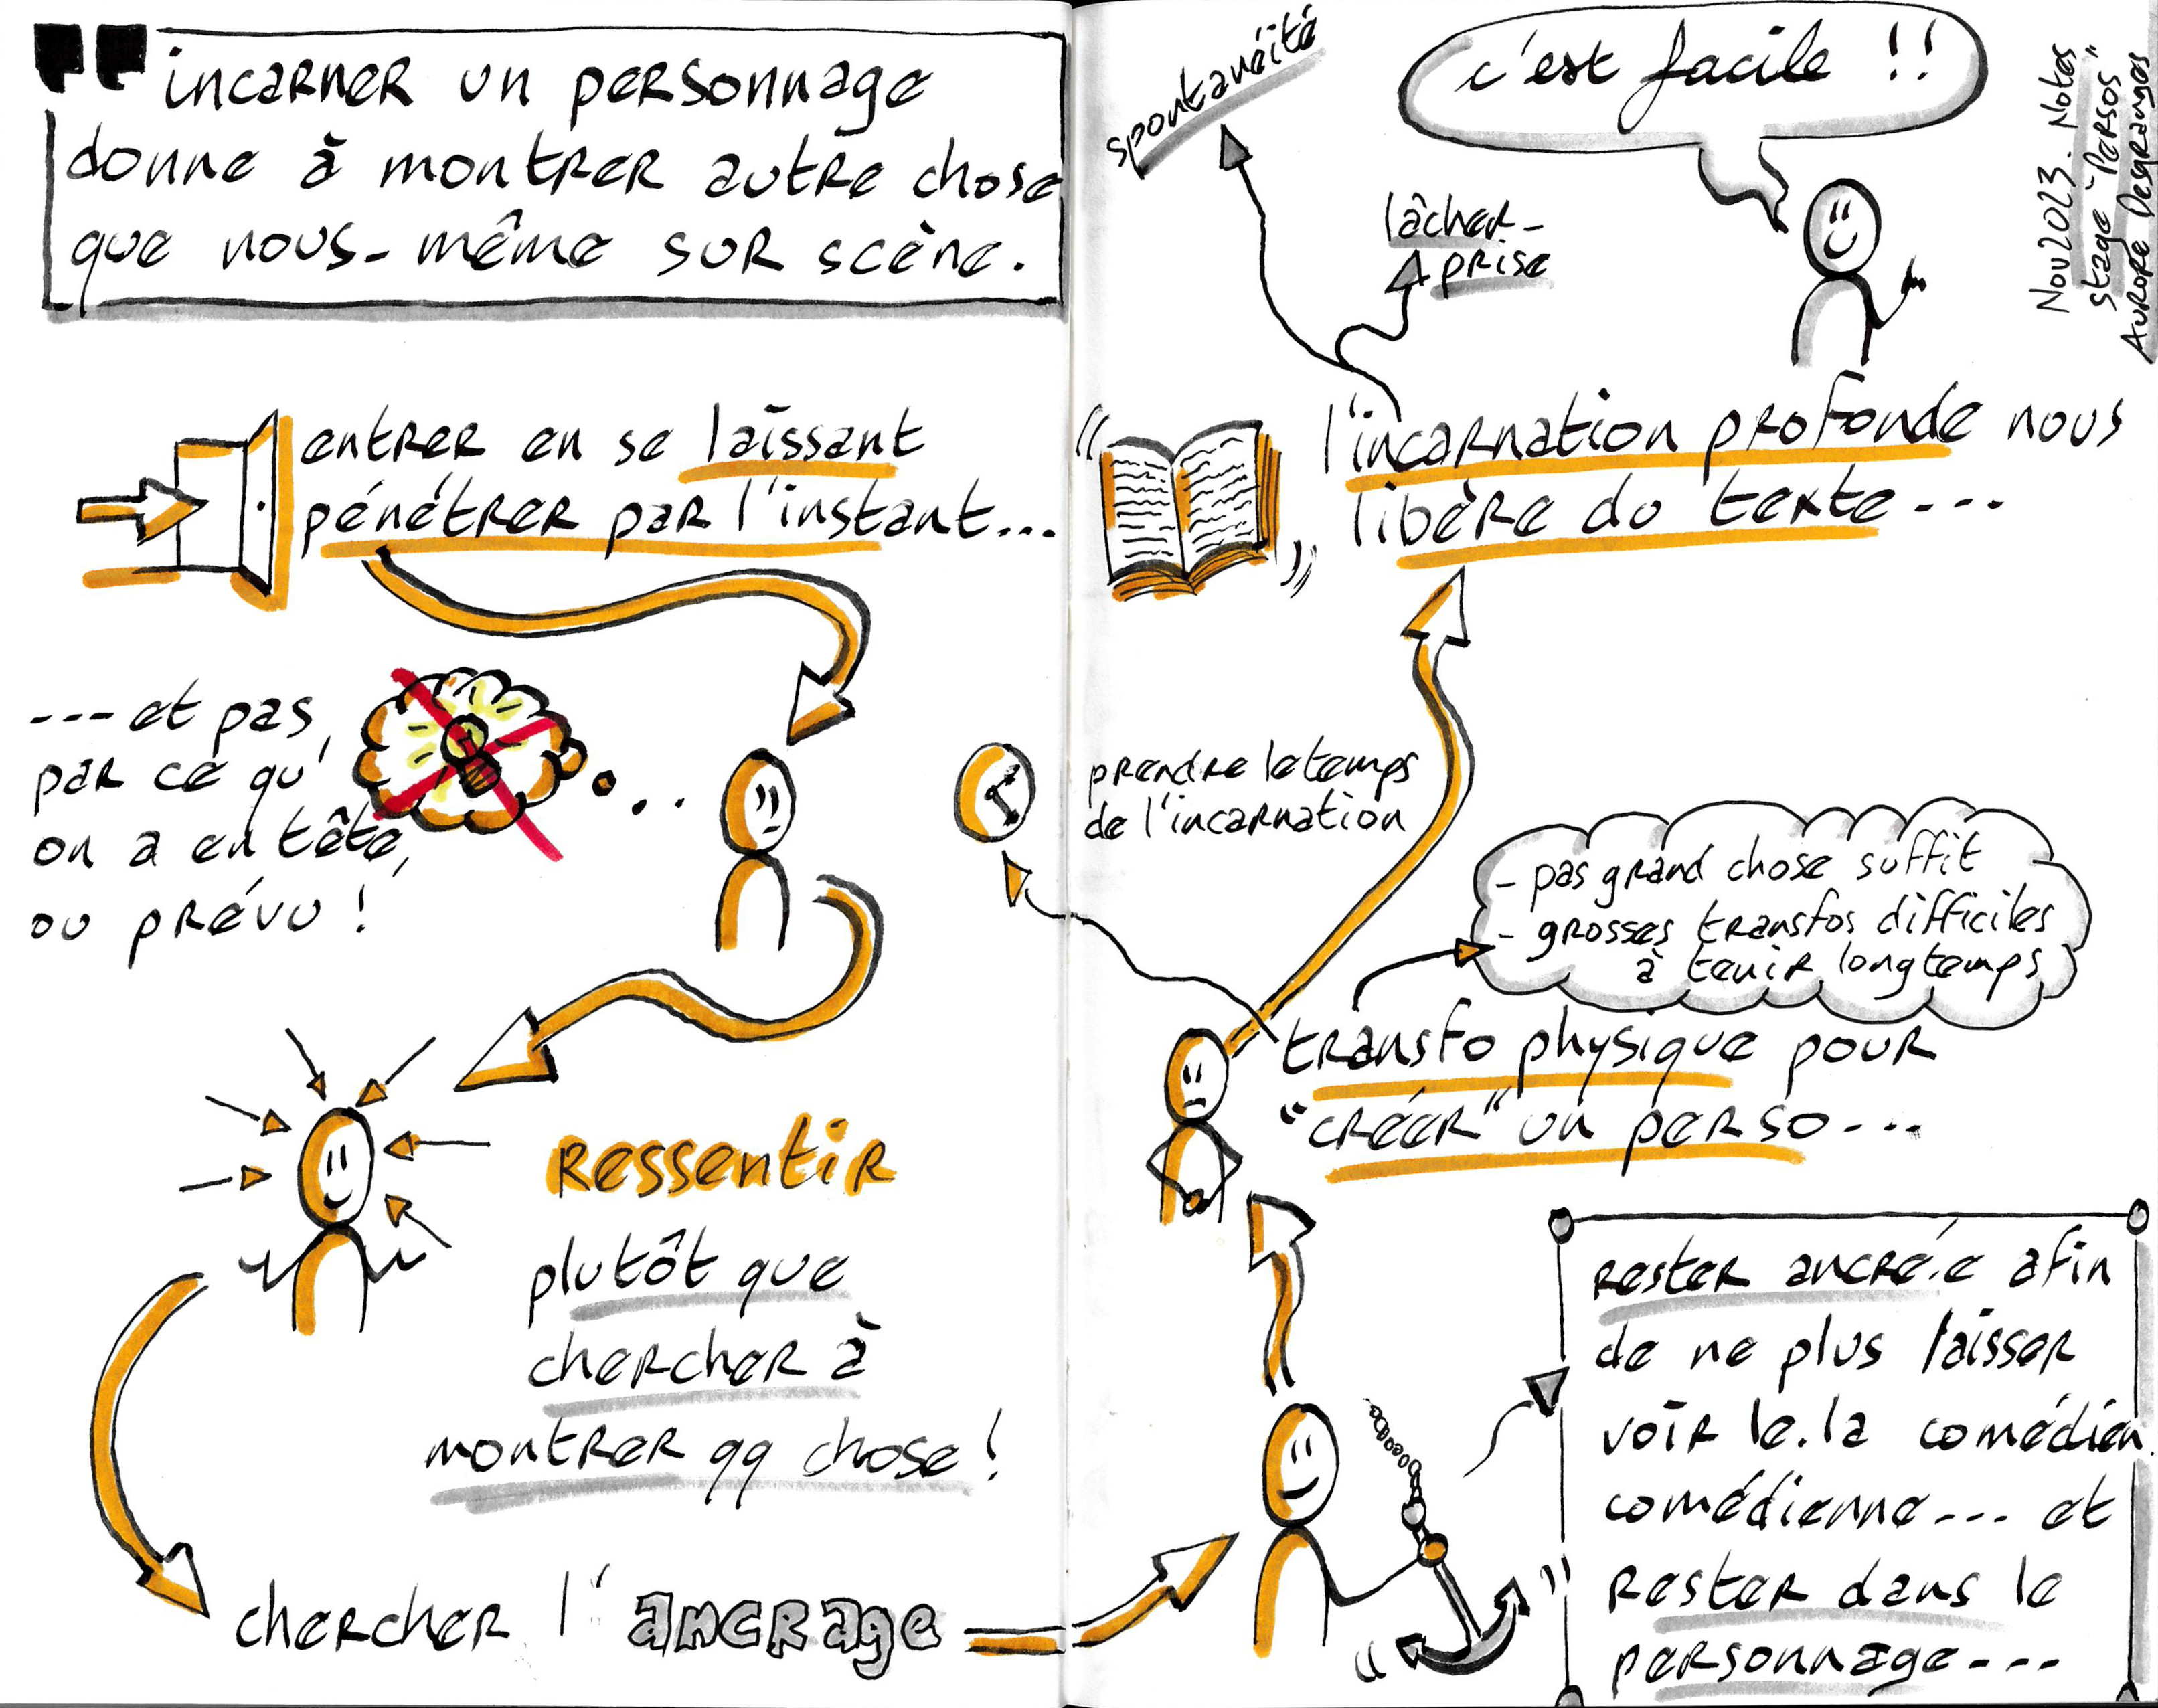 incarner un personnage
donne à montrer autre chose
que nous-même sur scène.
entrer en se laissant
pénétrer par l'instant...
--- et pas
par ce qu'
on a en tête,
ou prévu !
Ressentir
plutôt que
chercher à
montrer qq chose !
chercher l'ancrage
rester ancré.e afin
de ne plus laisser
voir le.la comédien.
comédienne --- et
rester dans le
personnage ---
transfo physique pour
"créer" un perso ---
- pas grand chose suffit
- grosses transfos difficiles
à tenir longtemps
prendre le temps
de l'incarnation
l'incarnation profonde nous
libère du texte ---
spontanéité
lâcher-
prise
c'est facile !!
Nov 2023. Notes
stage "Persos"
Aurore Desgranges